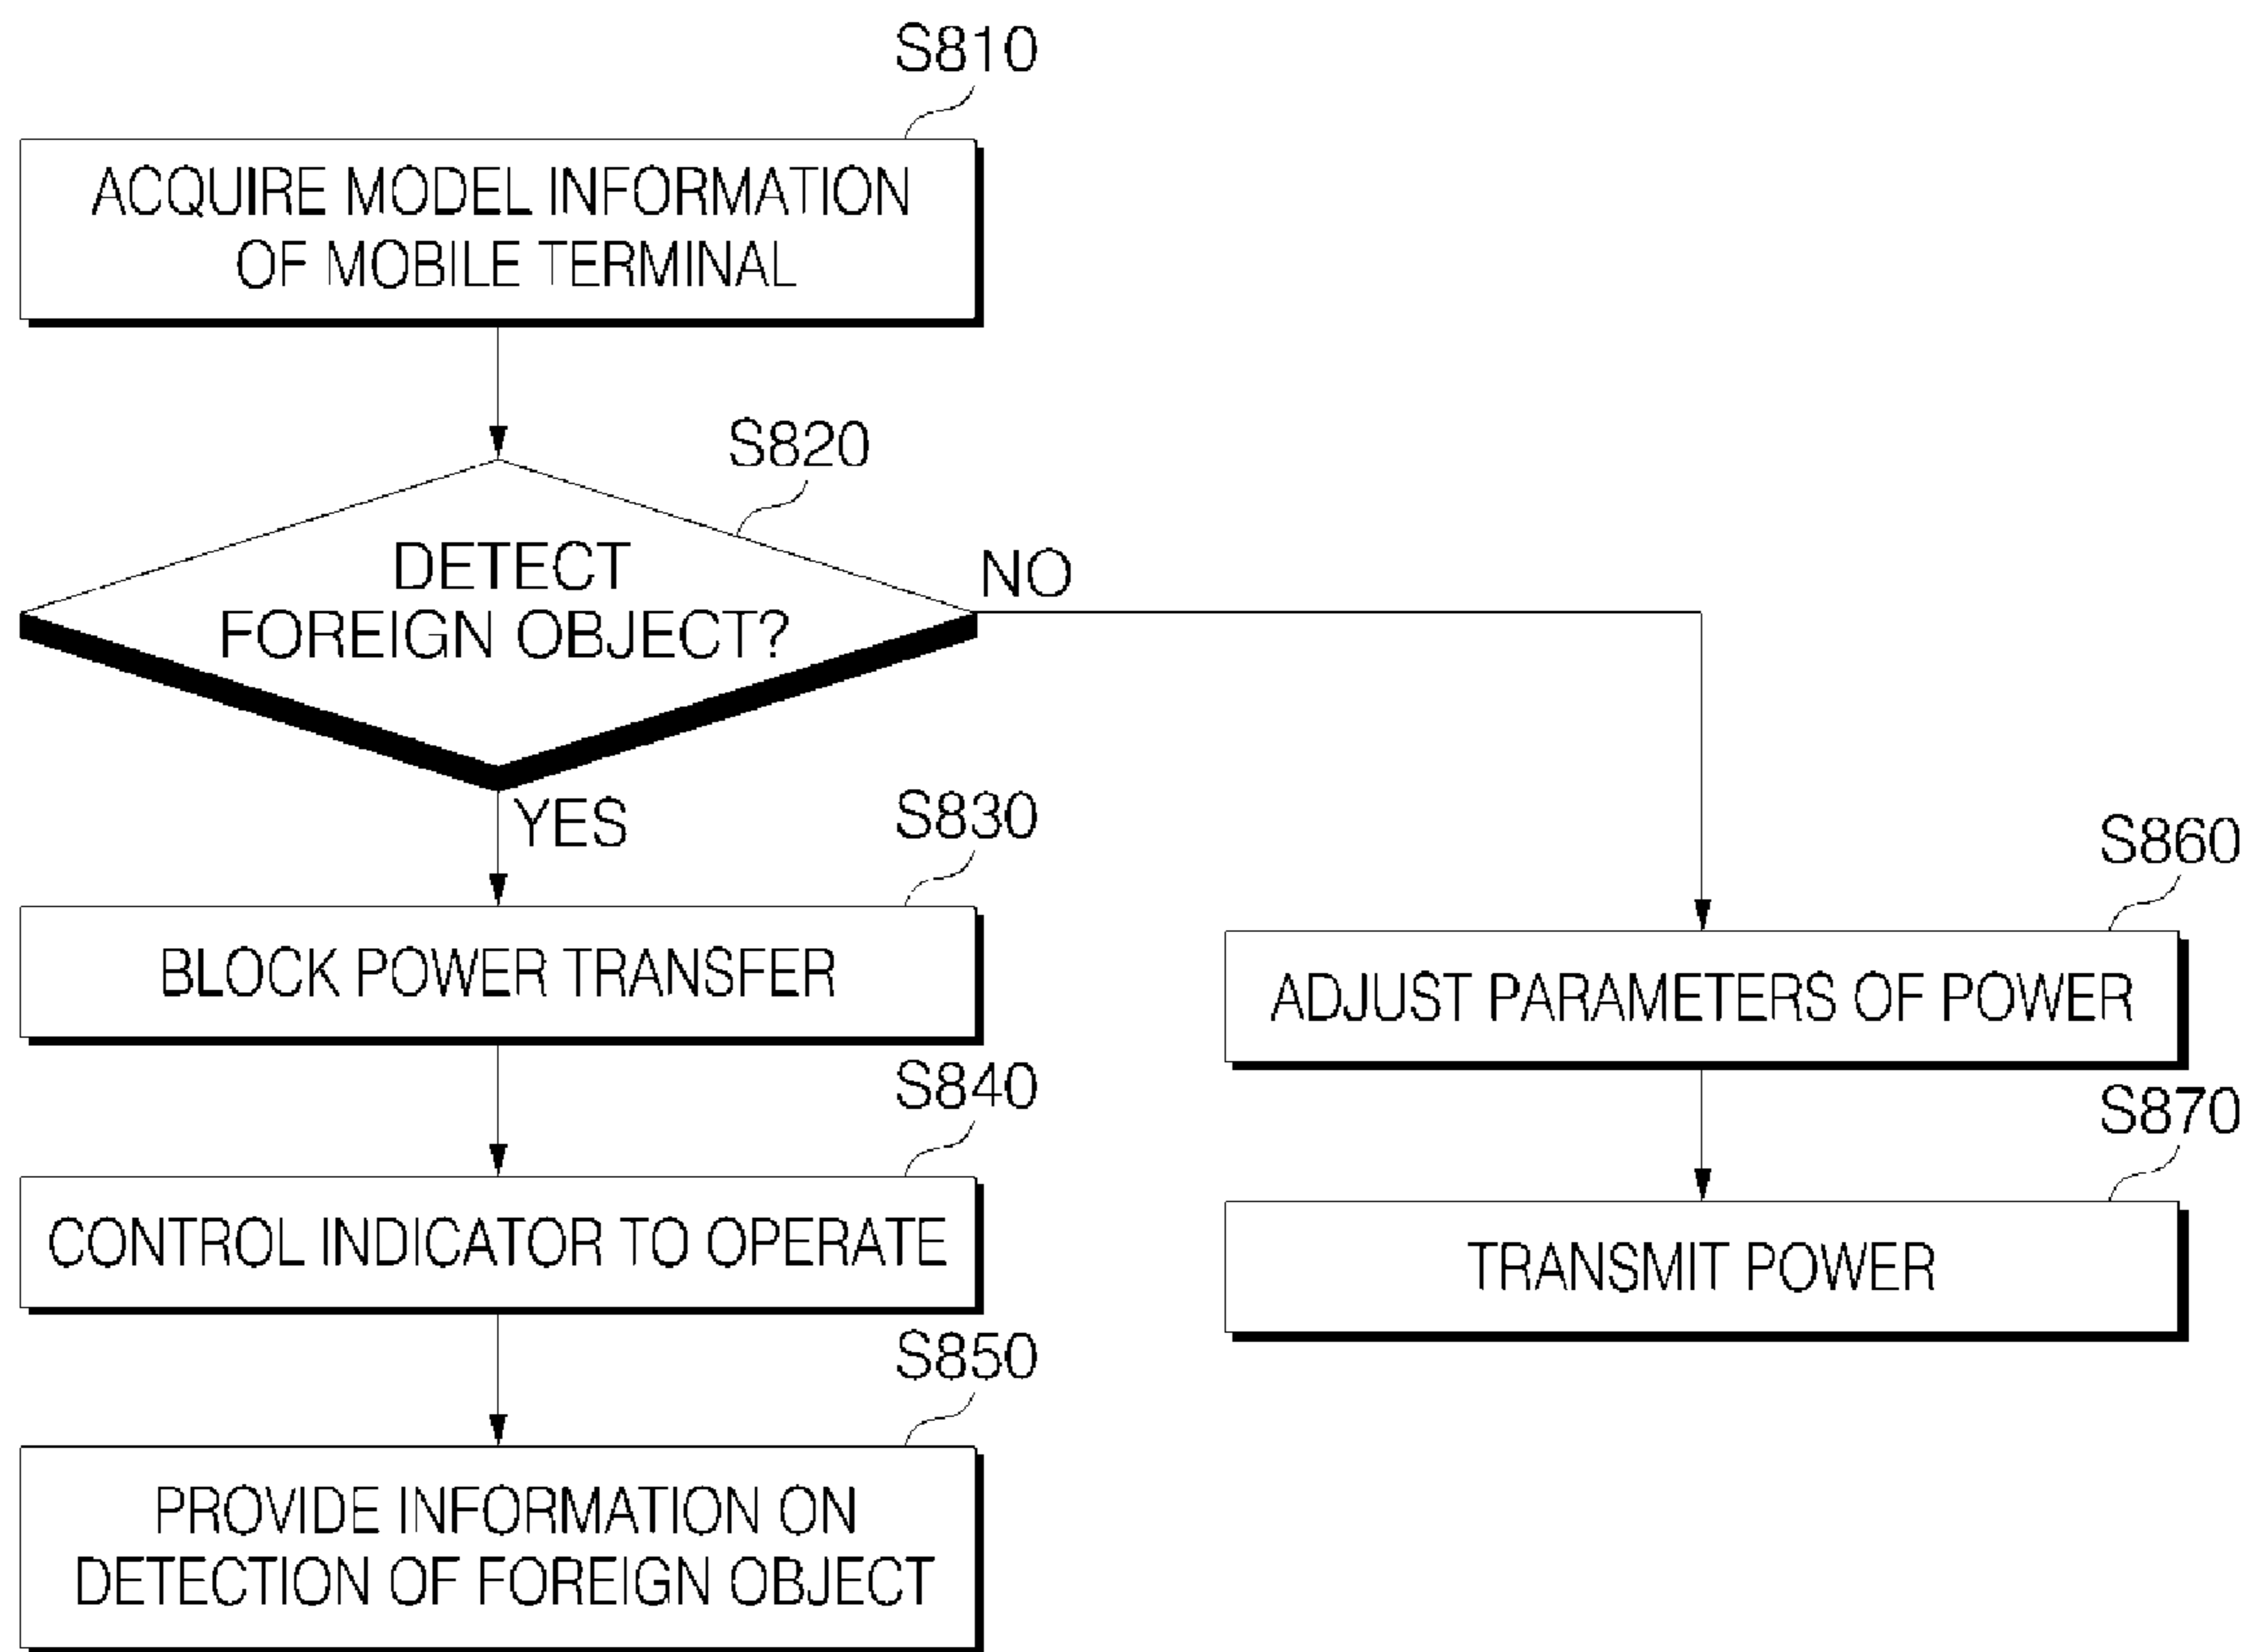 S810
ACQUIRE MODEL INFORMATION
OF MOBILE TERMINAL
S820
DETECT
FOREIGN OBJECT?
NO
YES
S830
BLOCK POWER TRANSFER
S840
CONTROL INDICATOR TO OPERATE
S850
PROVIDE INFORMATION ON
DETECTION OF FOREIGN OBJECT
S860
ADJUST PARAMETERS OF POWER
S870
TRANSMIT POWER